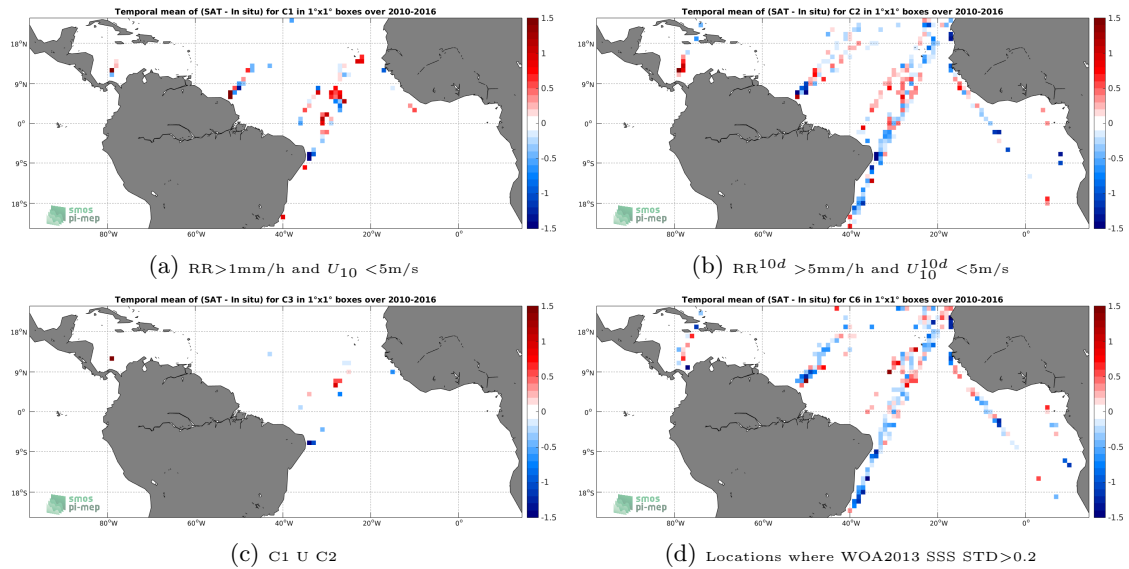 Temporal mean of (SAT - In situ) for C1 in 1°x1° boxes over 2010-2016
18°N
9°N
0°
9°S
18°S
80°W
60°W
40°W
20°W
0°
1.5
1
0.5
0
-0.5
-1
-1.5
smos
pi-mep
(a) RR>1mm/h and U10 <5m/s
Temporal mean of (SAT - In situ) for C2 in 1°x1° boxes over 2010-2016
18°N
9°N
0°
9°S
18°S
80°W
60°W
40°W
20°W
0°
1.5
1
0.5
0
-0.5
-1
-1.5
smos
pi-mep
(b) RR10d >5mm/h and U10 10d <5m/s
Temporal mean of (SAT - In situ) for C3 in 1°x1° boxes over 2010-2016
18°N
9°N
0°
9°S
18°S
80°W
60°W
40°W
20°W
0°
1.5
1
0.5
0
-0.5
-1
-1.5
smos
pi-mep
(c) C1 U C2
Temporal mean of (SAT - In situ) for C6 in 1°x1° boxes over 2010-2016
18°N
9°N
0°
9°S
18°S
80°W
60°W
40°W
20°W
0°
1.5
1
0.5
0
-0.5
-1
-1.5
smos
pi-mep
(d) Locations where WOA2013 SSS STD>0.2